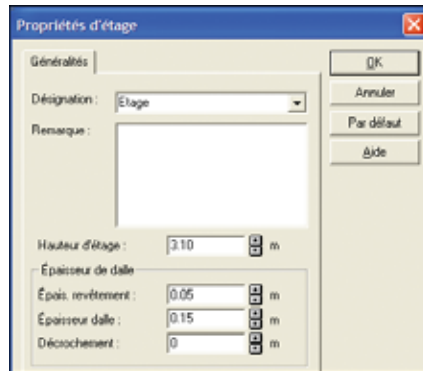 Propriétés d'étage
Généralités
OK
Désignation : Etage
Annuler
Par défaut
Remarque :
Aide
Hauteur d'étage : 3.10 m
Épaisseur de dalle
Épais. revêtement : 0.05 m
Épaisseur dalle : 0.15 m
Décrochement : 0 m